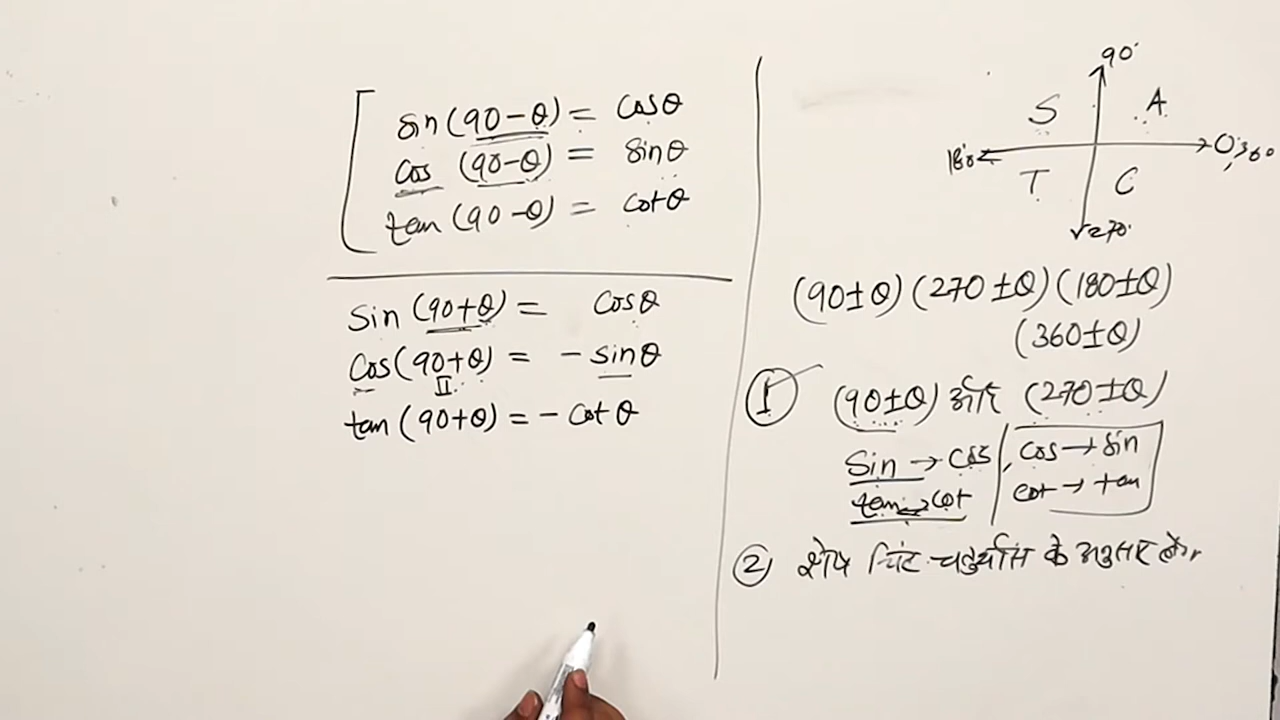 sin (90 - θ) = cosθ
cos (90-θ) = sinθ
tan (90 -θ) = cotθ
Sin (90+θ) = cosθ
Cos(90+θ) = - sinθ
II
tan (90+θ) = - cot θ
90°
S A
180° 0°, 360
T C
270°
(90±θ) (270 ±θ) (180±θ)
(360±θ)
1 (90±θ) और (270±θ)
Sin → cos, cos → sin
tan ↔ cot cot → tan
2 शेष चिंह चतुर्थांस के अनुसार